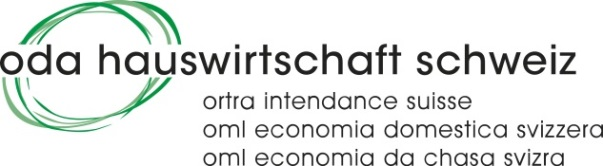 oda hauswirtschaft schweiz
ortra intendance suisse
oml economia domestica svizzera
oml economia da chasa svizra